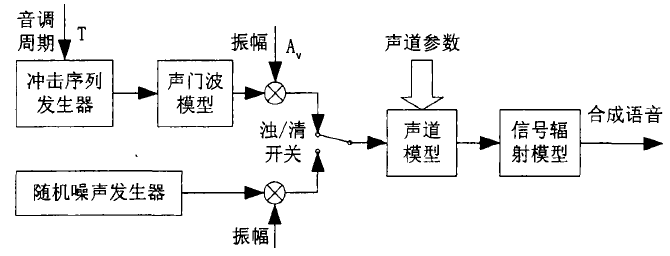 音调
周期
T
振幅
A_v
声道参数
冲击序列
发生器
声门波
模型
浊/清
开关
声道
模型
信号辐
射模型
合成语音
随机噪声发生器
振幅